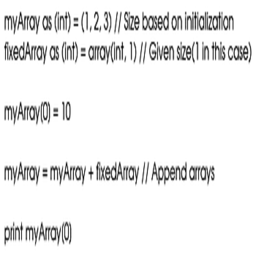 myArray as (int) = (1, 2, 3) // Size based on initialization
fixedArray as (int) = array(int, 1) // Given size(1 in this case)
myArray(0) = 10
myArray = myArray + fixedArray // Append arrays
print myArray(0)